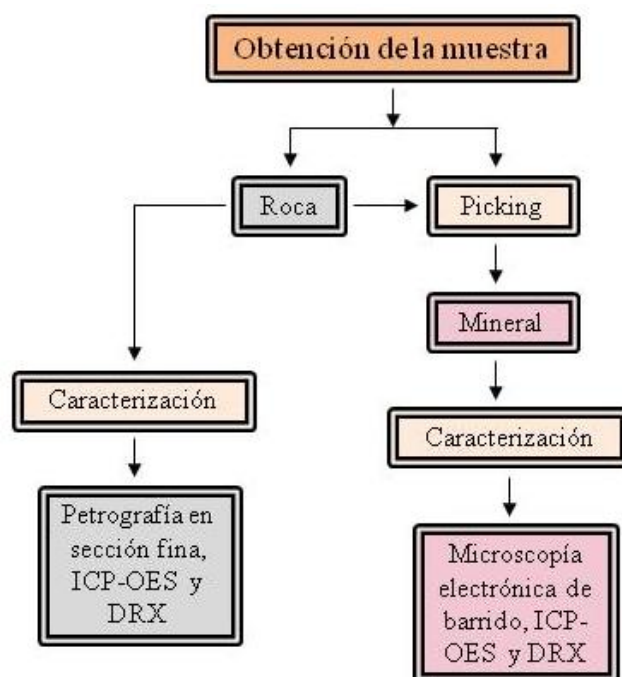 Obtención de la muestra
Roca
Picking
Mineral
Caracterización
Caracterización
Petrografía en
sección fina,
ICP-OES y
DRX
Microscopía
electrónica de
barrido, ICP-
OES y DRX